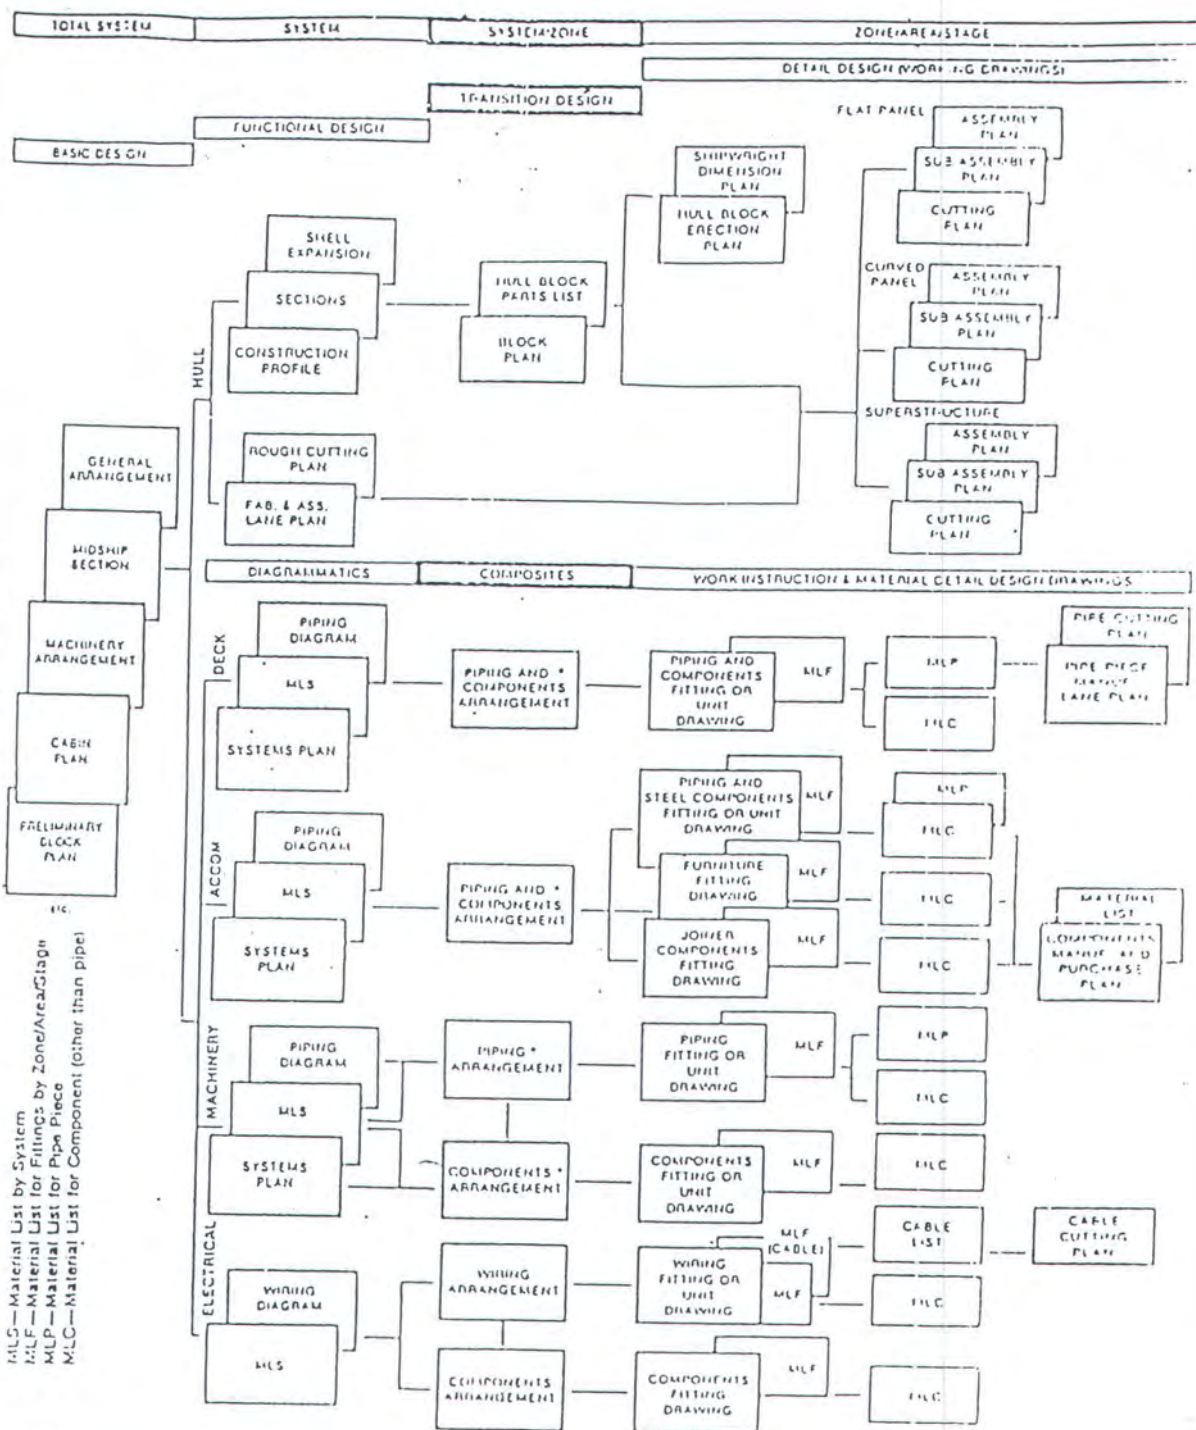 TOTAL SYSTEM
SYSTEM
SYSTEM/ZONE
ZONE/AREA/STAGE
DETAIL DESIGN (WORKING DRAWINGS)
TRANSITION DESIGN
FUNCTIONAL DESIGN
BASIC DESIGN
FLAT PANEL
ASSEMBLY
PLAN
SUB ASSEMBLY
PLAN
CUTTING
PLAN
SHIPWRIGHT
DIMENSION
PLAN
HULL BLOCK
ERECTION
PLAN
SHELL
EXPANSION
SECTIONS
CONSTRUCTION
PROFILE
HULL BLOCK
PARTS LIST
BLOCK
PLAN
CURVED
PANEL
ASSEMBLY
PLAN
SUB ASSEMBLY
PLAN
CUTTING
PLAN
HULL
SUPERSTRUCTURE
ASSEMBLY
PLAN
SUB ASSEMBLY
PLAN
CUTTING
PLAN
ROUGH CUTTING
PLAN
FAB. & ASS.
LANE PLAN
GENERAL
ARRANGEMENT
MIDSHIP
SECTION
MACHINERY
ARRANGEMENT
CABIN
PLAN
PRELIMINARY
BLOCK
PLAN
ETC.
DIAGRAMMATICS
COMPOSITES
WORK INSTRUCTION & MATERIAL DETAIL DESIGN DRAWINGS
DECK
PIPING
DIAGRAM
MLS
SYSTEMS PLAN
PIPING AND *
COMPONENTS
ARRANGEMENT
PIPING AND
COMPONENTS
FITTING OR
UNIT
DRAWING
MLF
MLP
MLC
PIPE CUTTING
PLAN
PIPE PIECE
MANUF.
LANE PLAN
ACCOM
PIPING
DIAGRAM
MLS
SYSTEMS
PLAN
PIPING AND *
COMPONENTS
ARRANGEMENT
PIPING AND
STEEL COMPONENTS
FITTING OR UNIT
DRAWING
MLF
MLP
MLC
FURNITURE
FITTING
DRAWING
MLF
MLC
JOINER
COMPONENTS
FITTING
DRAWING
MLF
MLC
MATERIAL
LIST
COMPONENTS
MANUF. AND
PURCHASE
PLAN
MACHINERY
PIPING
DIAGRAM
MLS
SYSTEMS
PLAN
PIPING *
ARRANGEMENT
PIPING
FITTING OR
UNIT
DRAWING
MLF
MLP
MLC
COMPONENTS *
ARRANGEMENT
COMPONENTS
FITTING OR
UNIT
DRAWING
MLF
MLC
ELECTRICAL
WIRING
DIAGRAM
MLS
WIRING
ARRANGEMENT
WIRING
FITTING OR
UNIT
DRAWING
MLF
(CABLE)
MLF
CABLE
LIST
MLC
CABLE
CUTTING
PLAN
COMPONENTS
ARRANGEMENT
COMPONENTS
FITTING
DRAWING
MLF
MLC
MLS—Material List by System
MLF—Material List for Fittings by Zone/Area/Stage
MLP—Material List for Pipe Piece
MLC—Material List for Component (other than pipe)